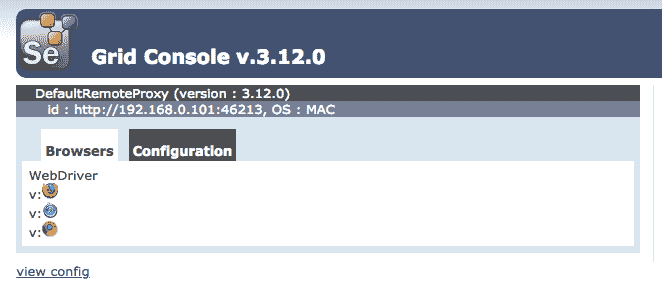 Se
Grid Console v.3.12.0
DefaultRemoteProxy (version : 3.12.0)
id : http://192.168.0.101:46213, OS : MAC
Browsers
Configuration
WebDriver
v:
v:
v:
view config